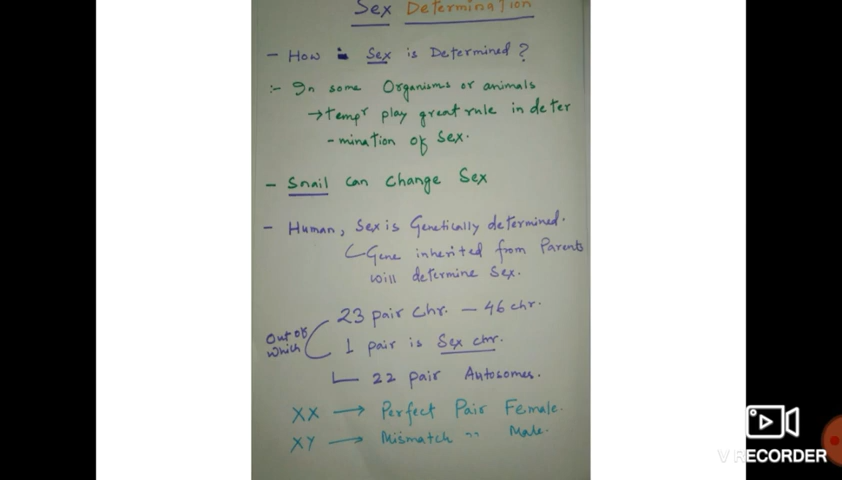 Sex Determination
- How is Sex is Determined?
:- In some Organisms or animals
→ tempr play great rule in deter
-mination of Sex.
- Snail can Change Sex
- Human, Sex is Genetically determined.
Gene inherited from Parents
will determine Sex.
23 pair Chr. - 46 chr.
Out of
which
1 pair is Sex chr.
22 pair Autosomes.
XX → Perfect Pair Female.
XY → Mismatch " Male.
V RECORDER